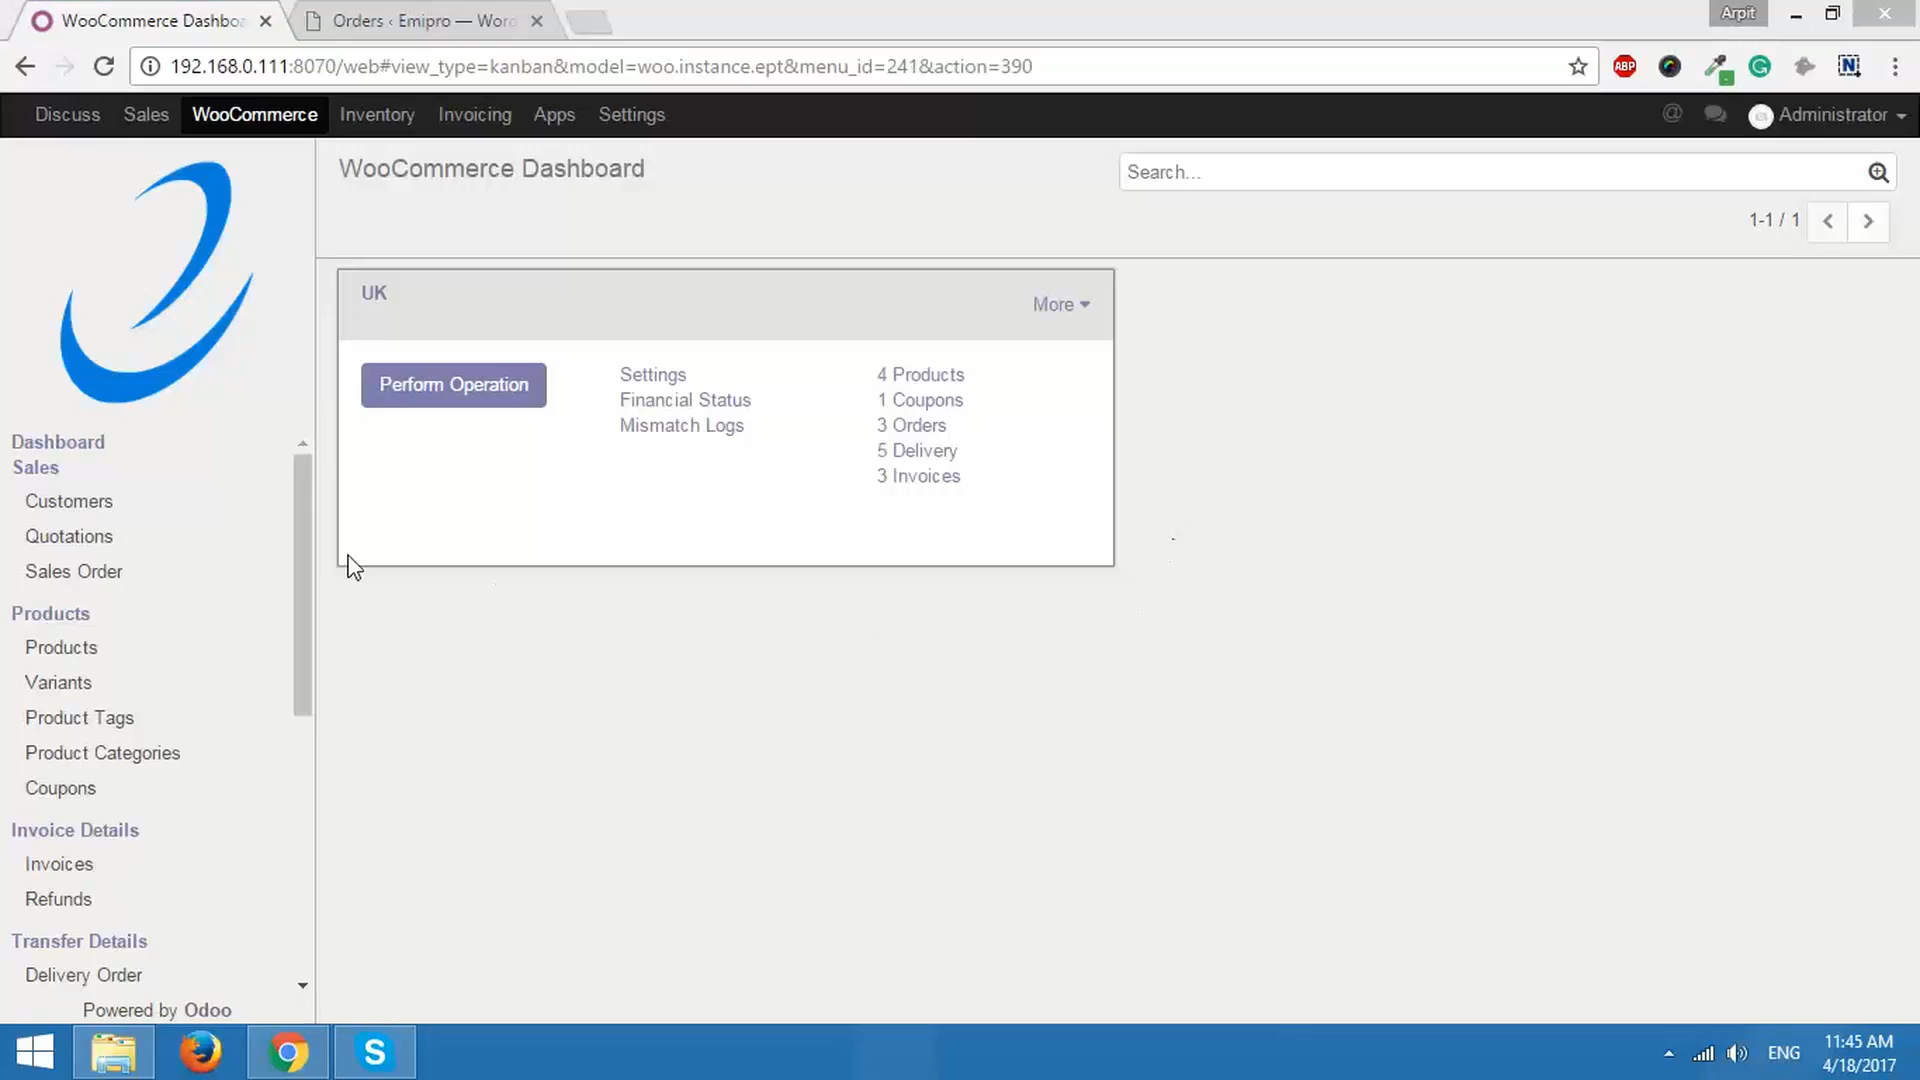 WooCommerce Dashbo
Orders ‹ Emipro — Wor
Arpit
192.168.0.111:8070/web#view_type=kanban&model=woo.instance.ept&menu_id=241&action=390
ABP
Discuss Sales WooCommerce Inventory Invoicing Apps Settings
Administrator
WooCommerce Dashboard
Search...
1-1 / 1
UK
More
Perform Operation
Settings
Financial Status
Mismatch Logs
4 Products
1 Coupons
3 Orders
5 Delivery
3 Invoices
Dashboard
Sales
Customers
Quotations
Sales Order
Products
Products
Variants
Product Tags
Product Categories
Coupons
Invoice Details
Invoices
Refunds
Transfer Details
Delivery Order
Powered by Odoo
ENG
11:45 AM
4/18/2017